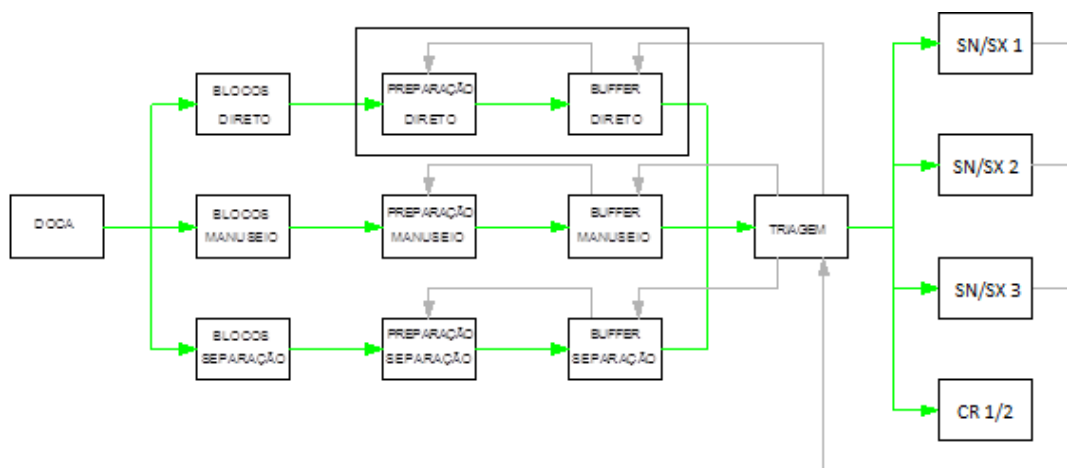 DOCA
BLOCOS
DIRETO
PREPARAÇÃO
DIRETO
BUFFER
DIRETO
BLOCOS
MANUSEIO
PREPARAÇÃO
MANUSEIO
BUFFER
MANUSEIO
BLOCOS
SEPARAÇÃO
PREPARAÇÃO
SEPARAÇÃO
BUFFER
SEPARAÇÃO
TRIAGEM
SN/SX 1
SN/SX 2
SN/SX 3
CR 1/2